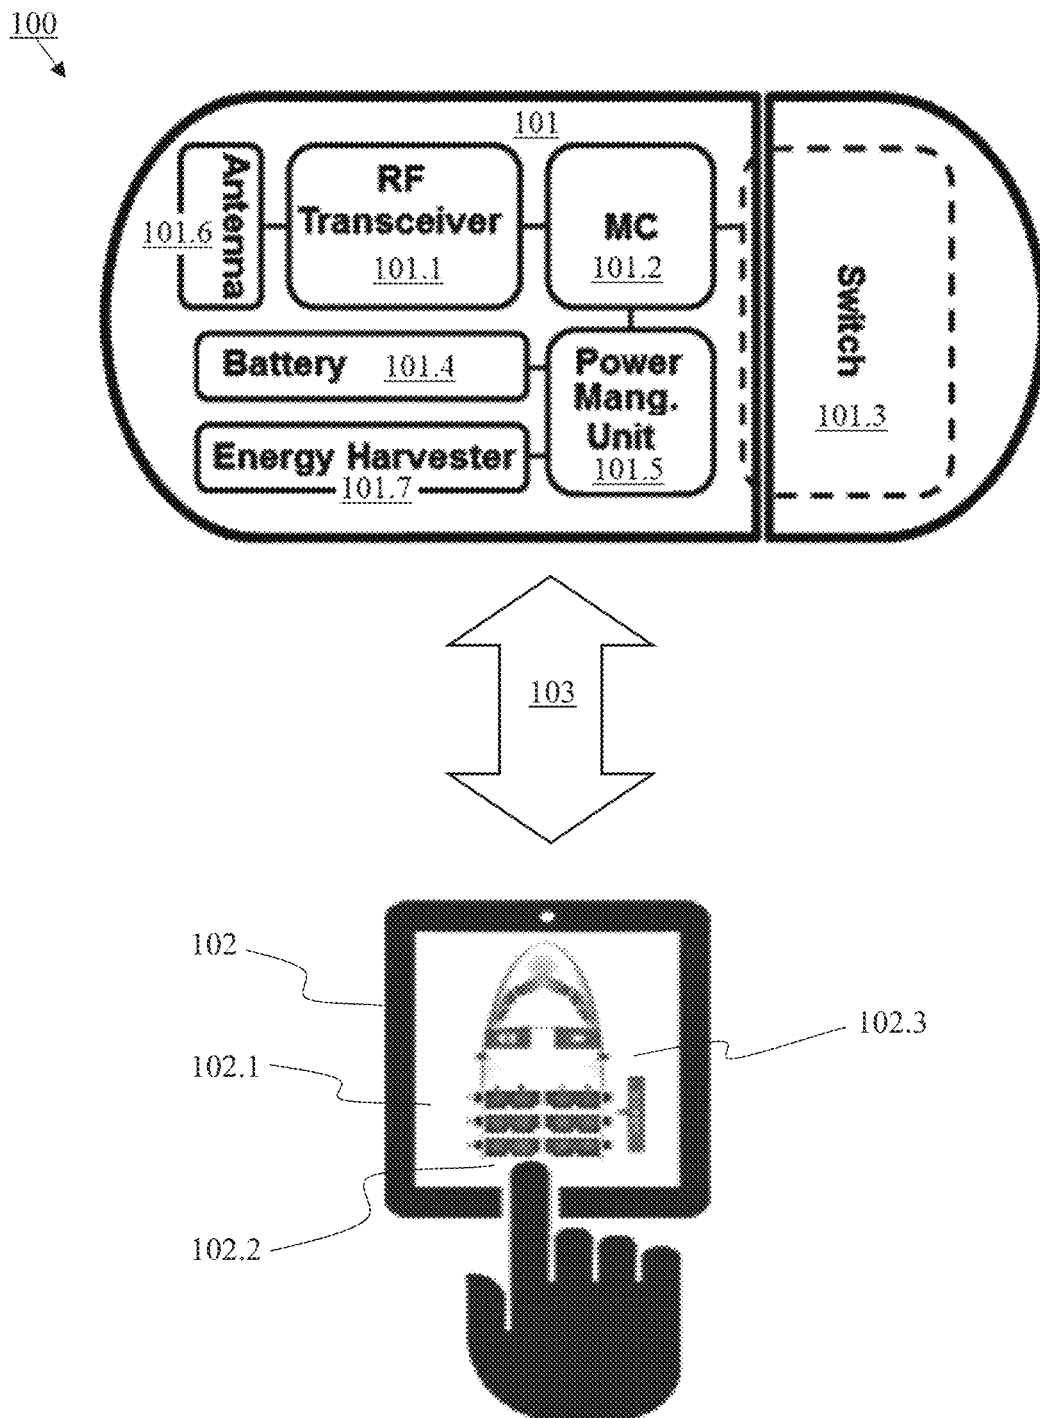 100
101
Antenna
101.6
RF
Transceiver
101.1
MC
101.2
Switch
101.3
Battery 101.4
Power
Mang.
Unit
101.5
Energy Harvester
101.7
103
102
102.3
102.1
102.2